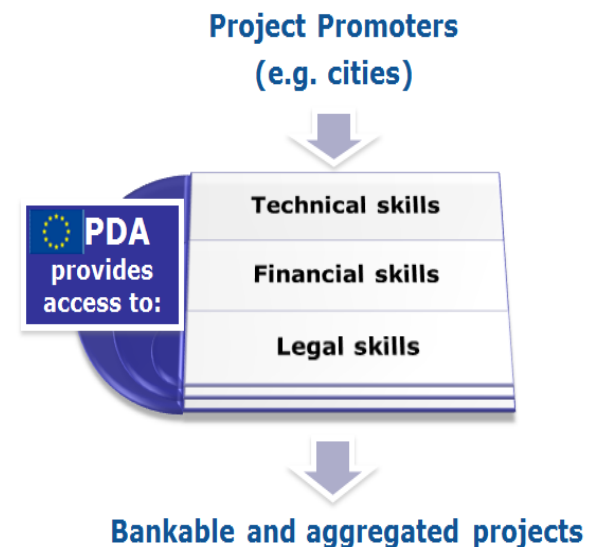 Project Promoters
(e.g. cities)
PDA
provides
access to:
Technical skills
Financial skills
Legal skills
Bankable and aggregated projects